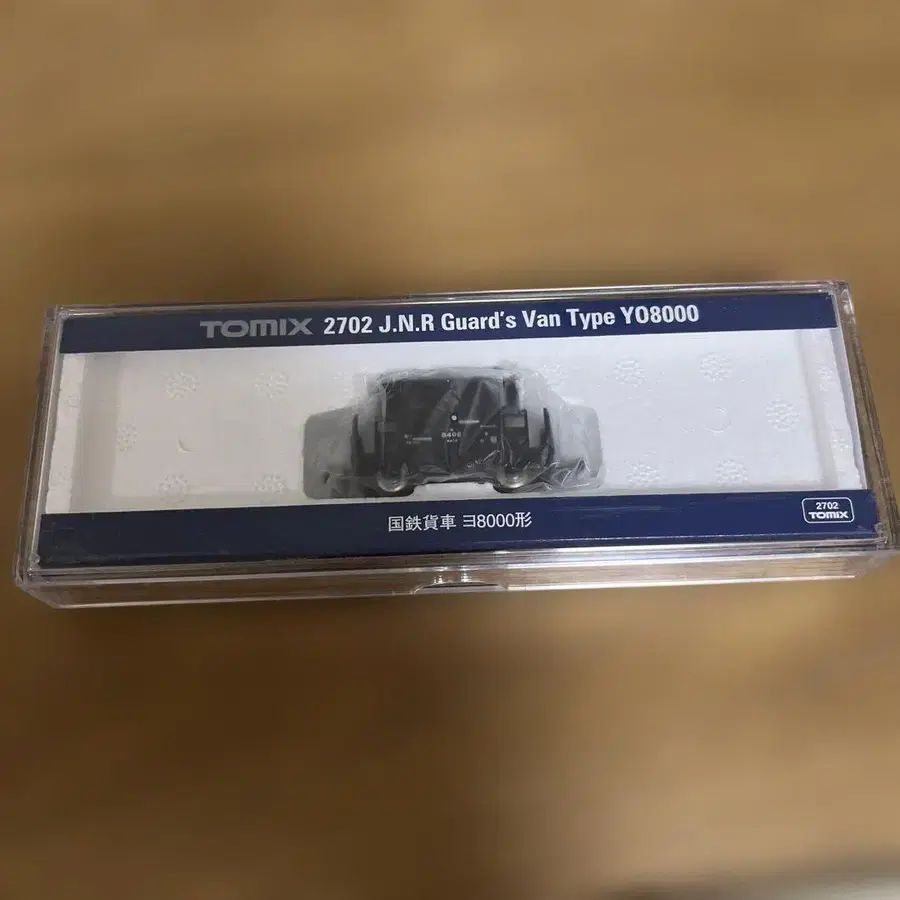 TOMIX 2702 J.N.R Guard's Van Type YO8000
国鉄貨車 ヨ8000形
2702
TOMIX